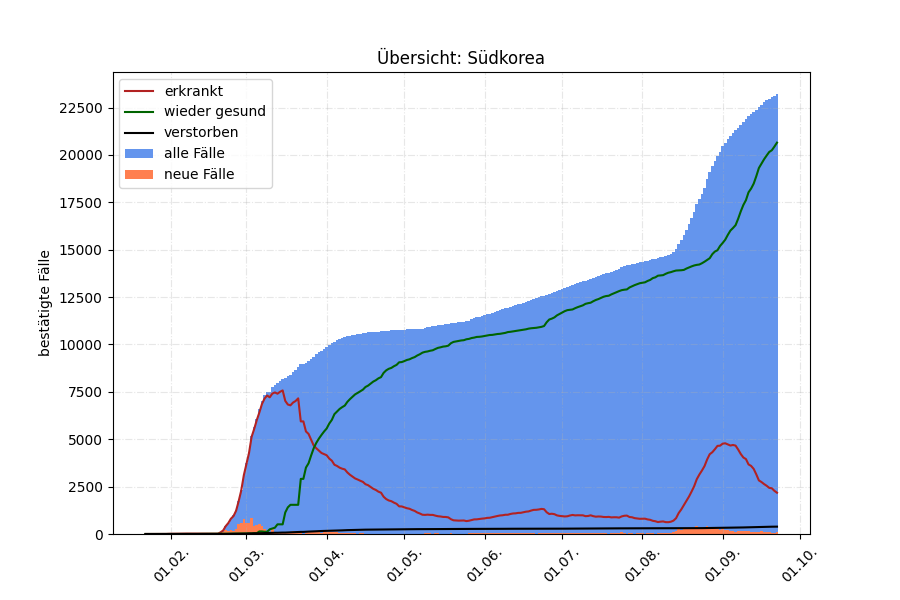 Übersicht: Südkorea
erkrankt
wieder gesund
verstorben
alle Fälle
neue Fälle
bestätigte Fälle
22500
20000
17500
15000
12500
10000
7500
5000
2500
0
01.02. 01.03. 01.04. 01.05. 01.06. 01.07. 01.08. 01.09. 01.10.